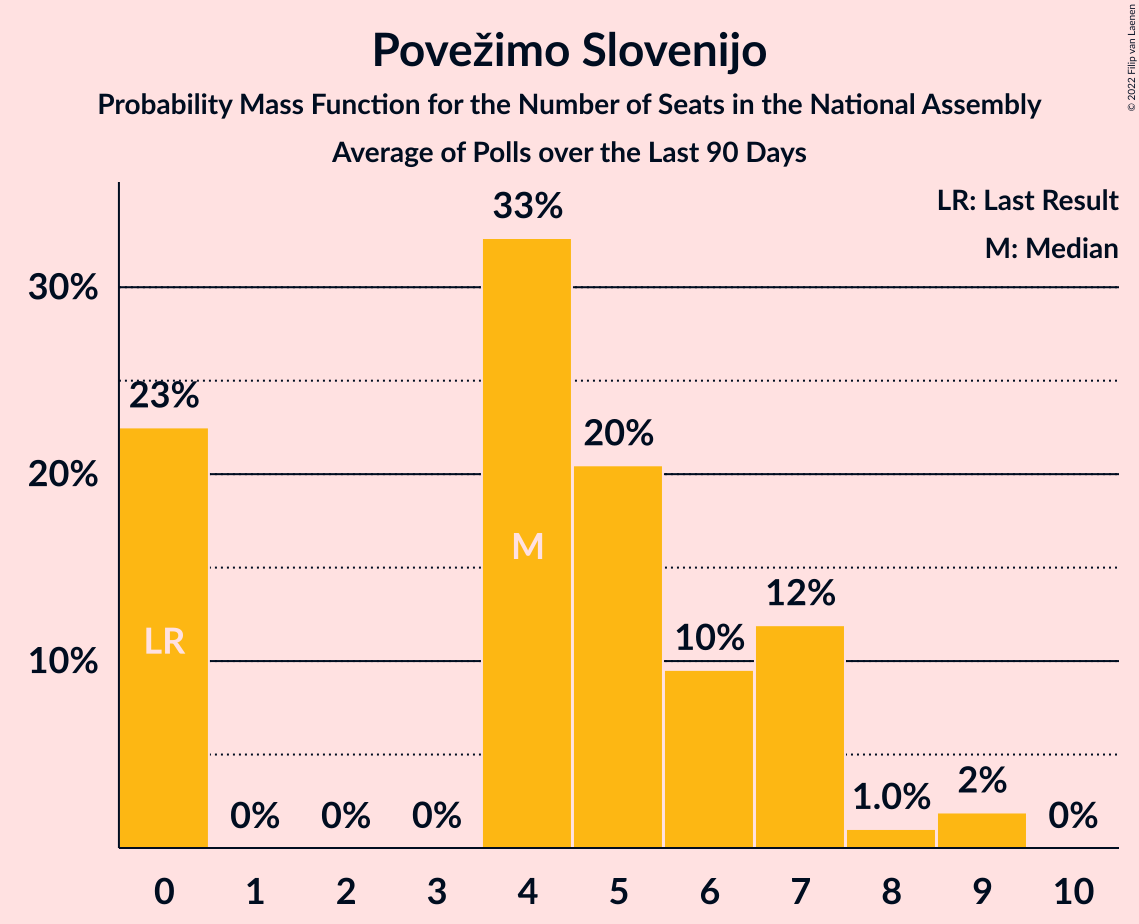 Povežimo Slovenijo
Probability Mass Function for the Number of Seats in the National Assembly
Average of Polls over the Last 90 Days
© 2022 Filip van Laenen
LR: Last Result
M: Median
33%
30%
23%
20%
20%
M
12%
LR
10%
10%
0%
0%
0%
1.0%
2%
0%
0 1 2 3 4 5 6 7 8 9 10